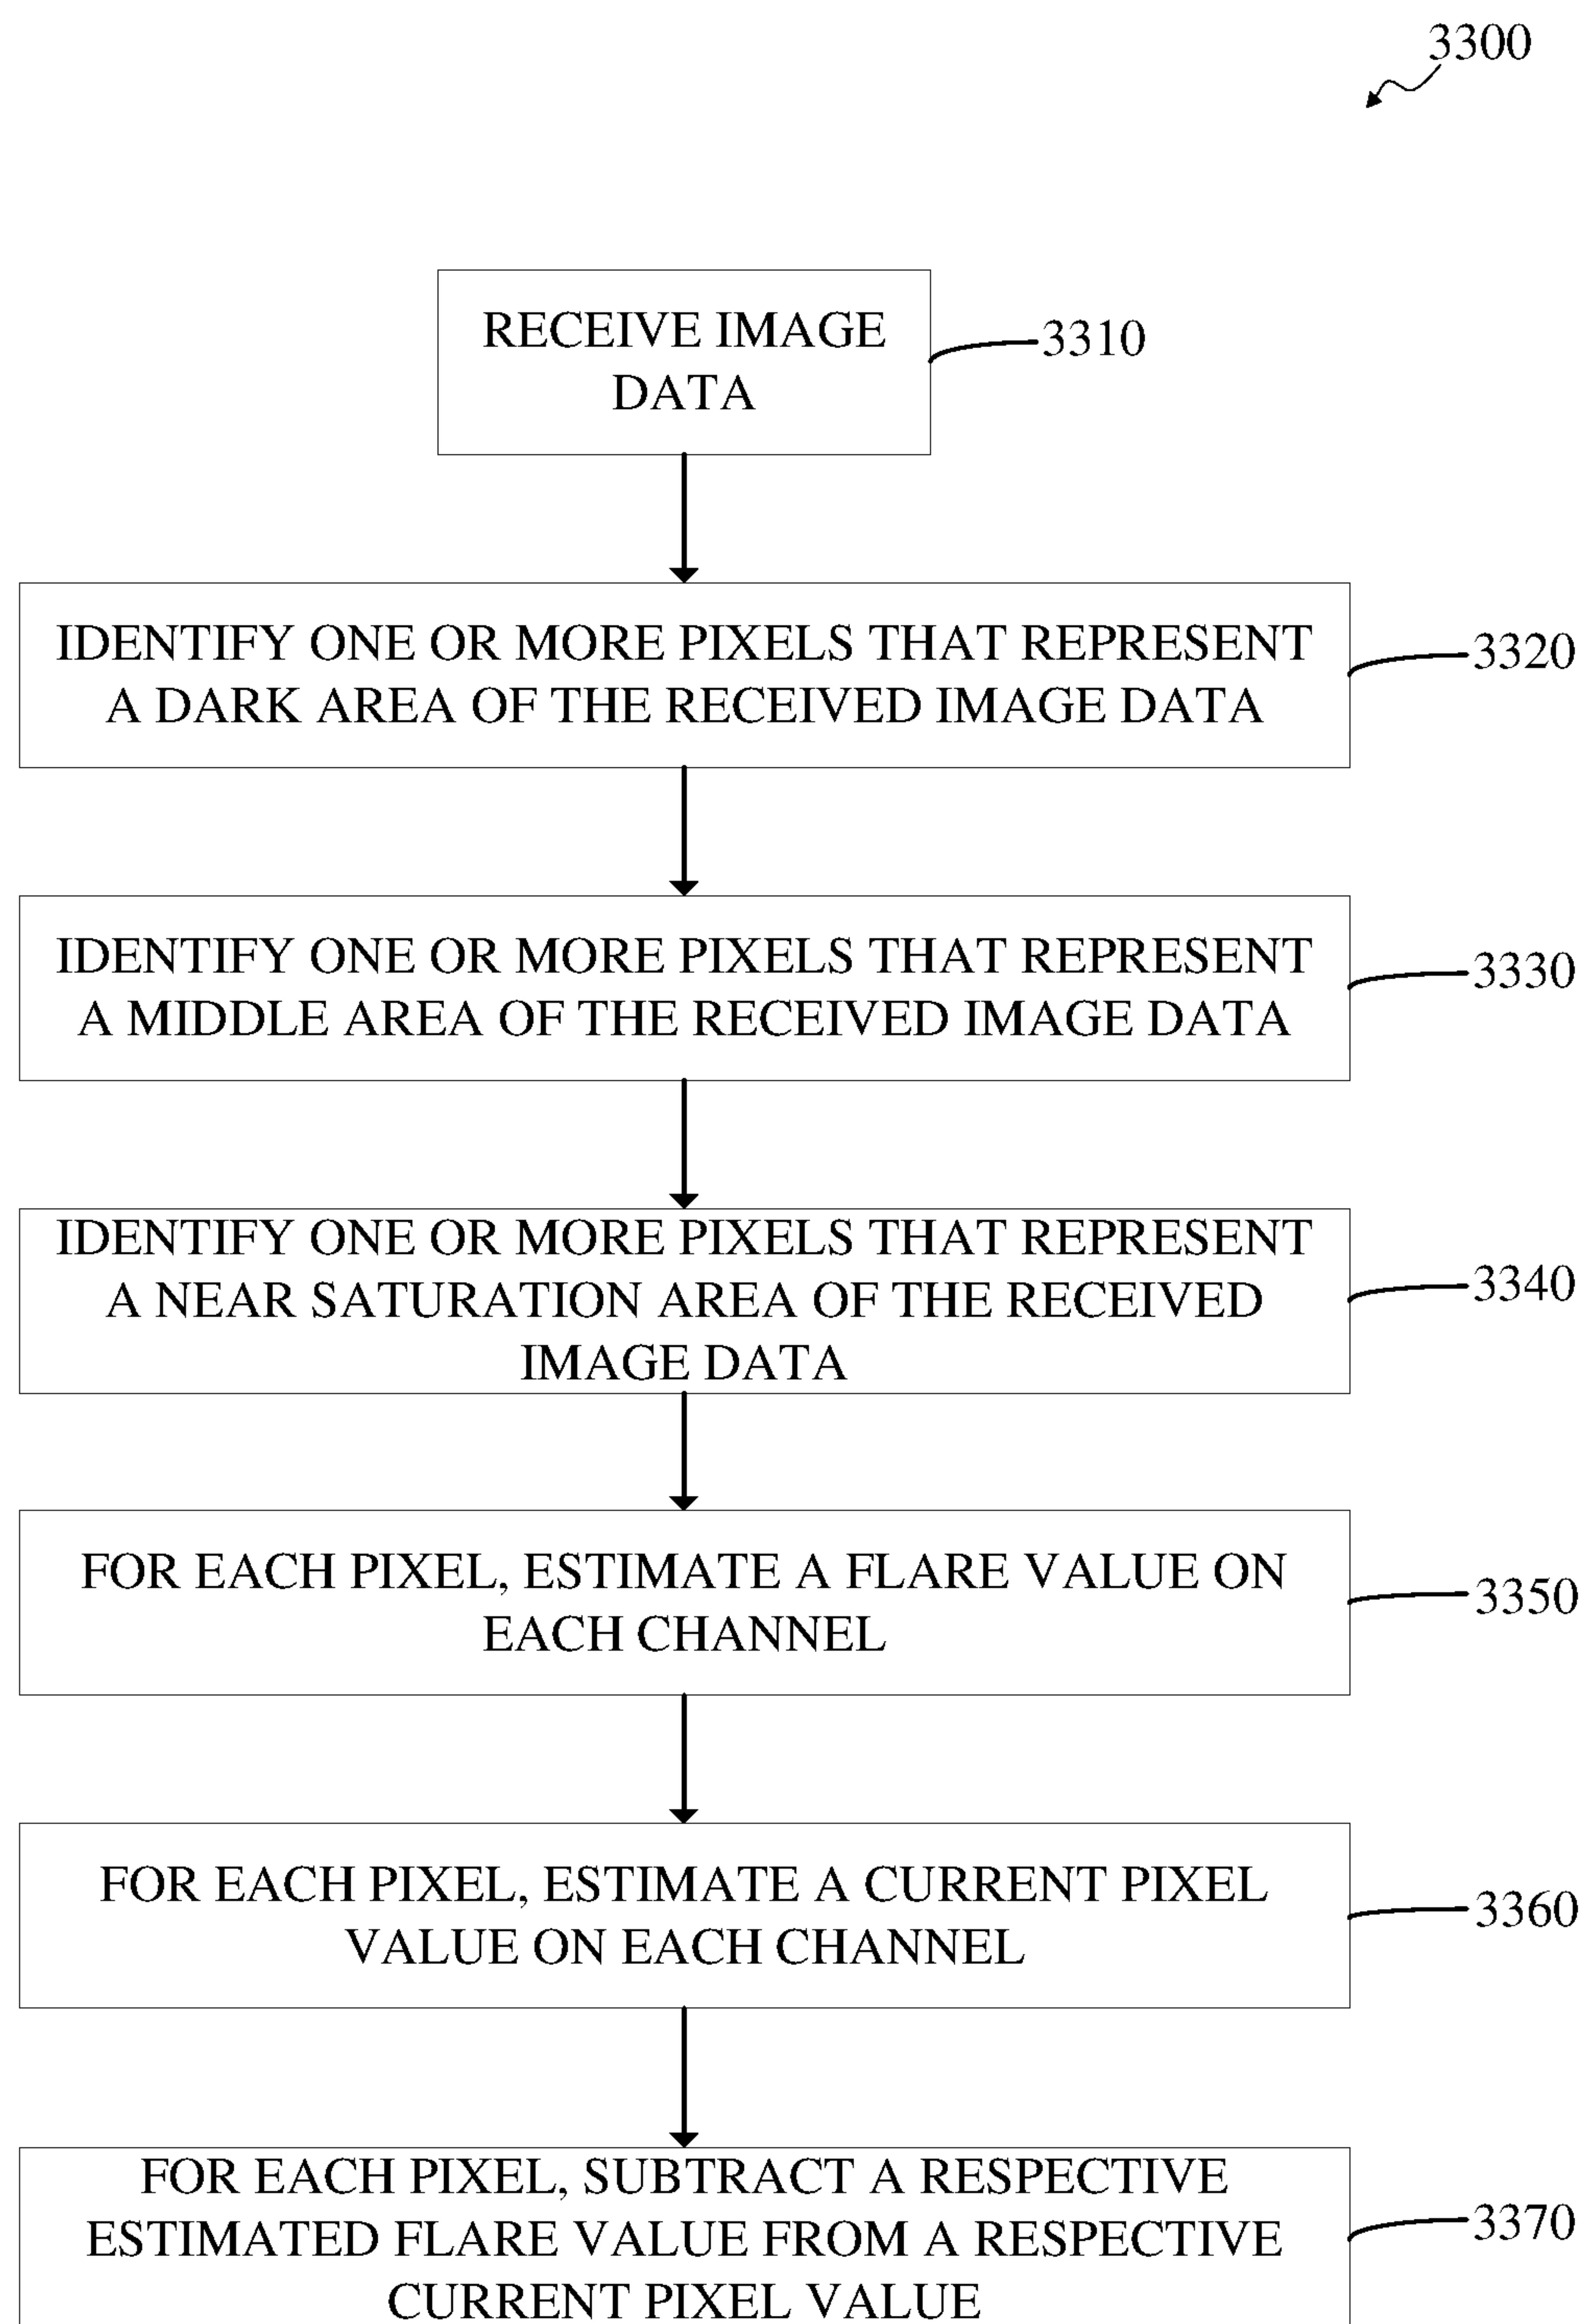 3300
RECEIVE IMAGE
DATA
3310
IDENTIFY ONE OR MORE PIXELS THAT REPRESENT
A DARK AREA OF THE RECEIVED IMAGE DATA
3320
IDENTIFY ONE OR MORE PIXELS THAT REPRESENT
A MIDDLE AREA OF THE RECEIVED IMAGE DATA
3330
IDENTIFY ONE OR MORE PIXELS THAT REPRESENT
A NEAR SATURATION AREA OF THE RECEIVED
IMAGE DATA
3340
FOR EACH PIXEL, ESTIMATE A FLARE VALUE ON
EACH CHANNEL
3350
FOR EACH PIXEL, ESTIMATE A CURRENT PIXEL
VALUE ON EACH CHANNEL
3360
FOR EACH PIXEL, SUBTRACT A RESPECTIVE
ESTIMATED FLARE VALUE FROM A RESPECTIVE
CURRENT PIXEL VALUE
3370